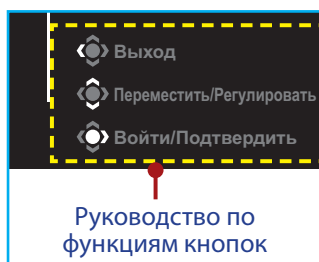 Выход
Переместить/Регулировать
Войти/Подтвердить
Руководство по
функциям кнопок